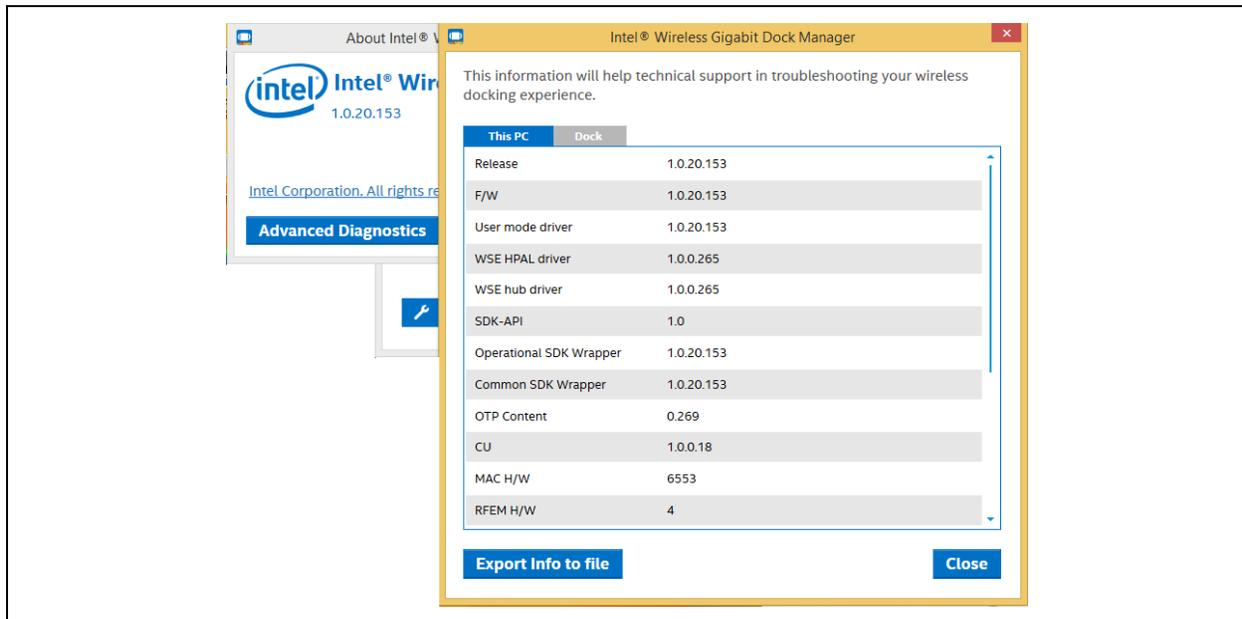 About Intel®
intel
Intel®
1.0.20.153
Intel Corporation. All rights
Advanced Diagnostics
Intel® Wireless Gigabit Dock Manager
This information will help technical support in troubleshooting your wireless
docking experience.
This PC Dock
Release 1.0.20.153
F/W 1.0.20.153
User mode driver 1.0.20.153
WSE HPAL driver 1.0.0.265
WSE hub driver 1.0.0.265
SDK-API 1.0
Operational SDK Wrapper 1.0.20.153
Common SDK Wrapper 1.0.20.153
OTP Content 0.269
CU 1.0.0.18
MAC H/W 6553
RFEM H/W 4
Export Info to file Close